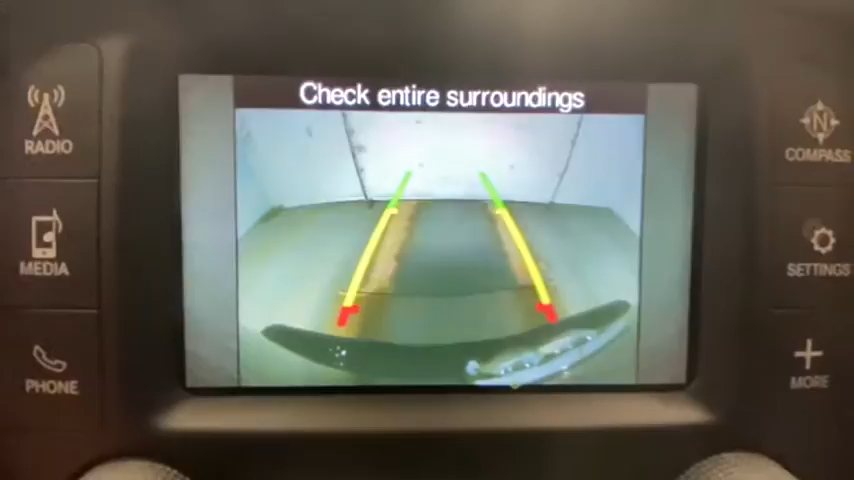 Check entire surroundings
RADIO
MEDIA
PHONE
N
COMPASS
SETTINGS
MORE